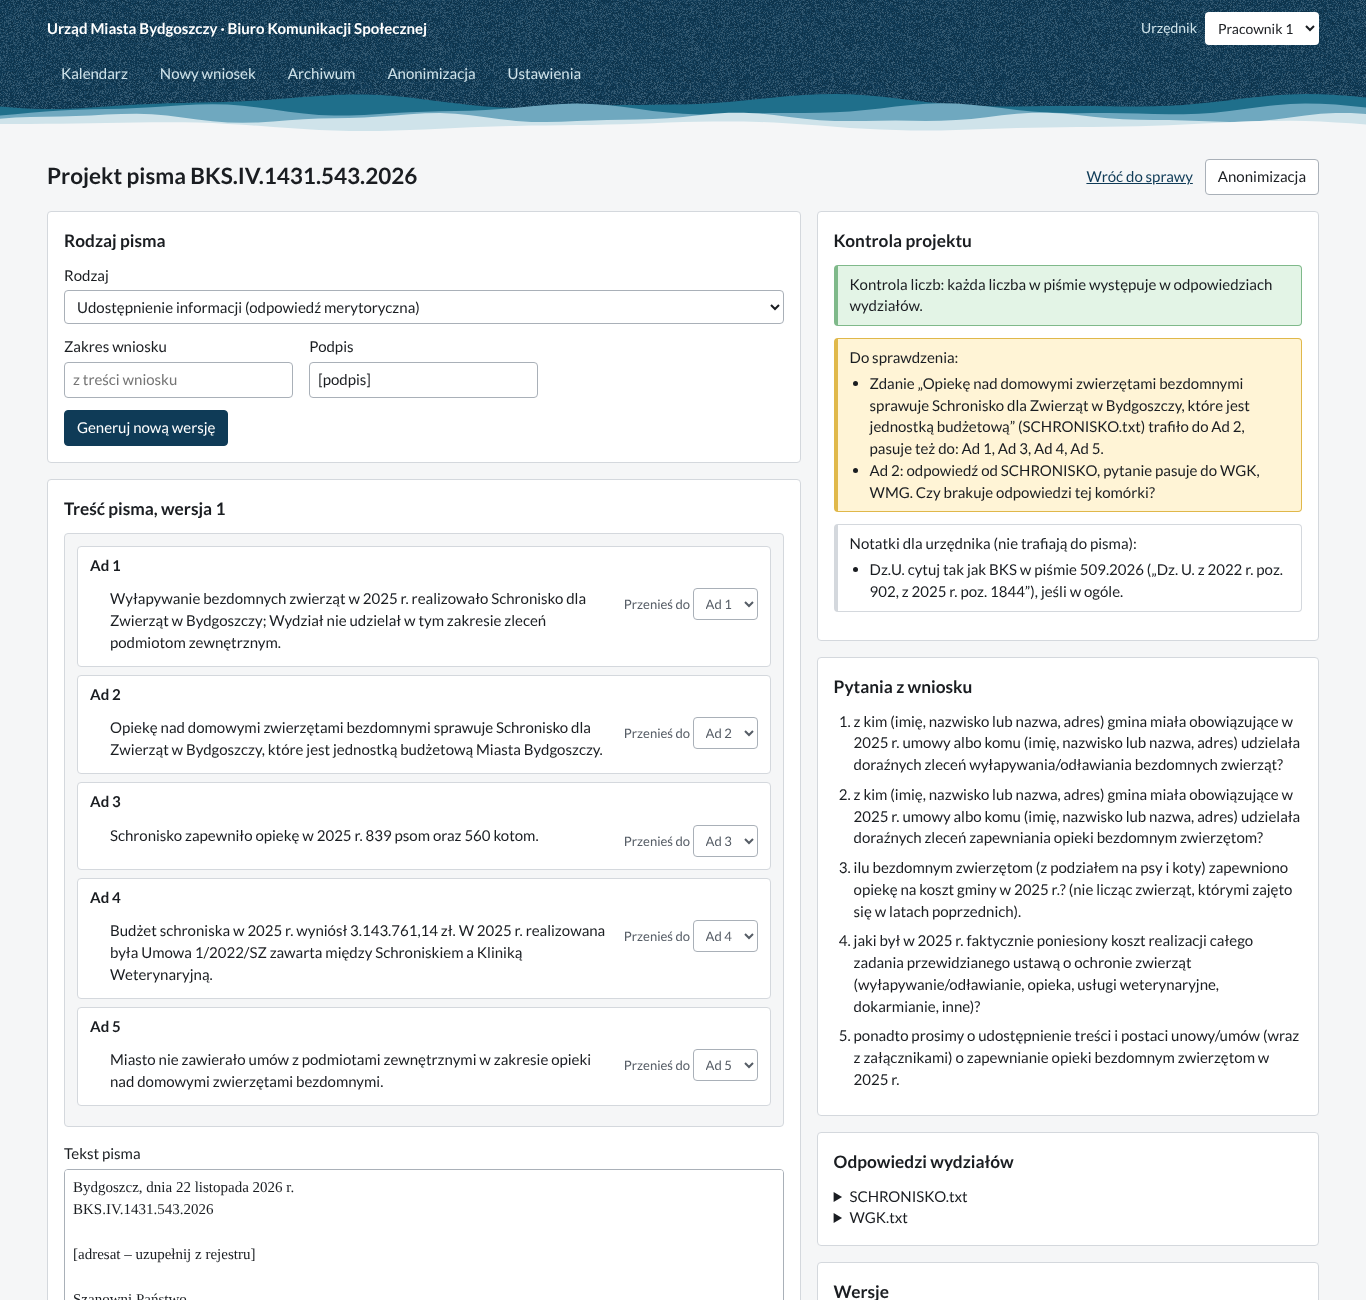 Urząd Miasta Bydgoszczy · Biuro Komunikacji Społecznej
Urzędnik
Pracownik 1
Kalendarz
Nowy wniosek
Archiwum
Anonimizacja
Ustawienia
Projekt pisma BKS.IV.1431.543.2026
Wróć do sprawy
Anonimizacja
Rodzaj pisma
Rodzaj
Udostępnienie informacji (odpowiedź merytoryczna)
Zakres wniosku
Podpis
z treści wniosku
[podpis]
Generuj nową wersję
Treść pisma, wersja 1
Ad 1
Wyłapywanie bezdomnych zwierząt w 2025 r. realizowało Schronisko dla
Zwierząt w Bydgoszczy; Wydział nie udzielał w tym zakresie zleceń
podmiotom zewnętrznym.
Przenieś do
Ad 1
Ad 2
Opiekę nad domowymi zwierzętami bezdomnymi sprawuje Schronisko dla
Zwierząt w Bydgoszczy, które jest jednostką budżetową Miasta Bydgoszczy.
Przenieś do
Ad 2
Ad 3
Schronisko zapewniło opiekę w 2025 r. 839 psom oraz 560 kotom.
Przenieś do
Ad 3
Ad 4
Budżet schroniska w 2025 r. wyniósł 3.143.761,14 zł. W 2025 r. realizowana
była Umowa 1/2022/SZ zawarta między Schroniskiem a Kliniką
Weterynaryjną.
Przenieś do
Ad 4
Ad 5
Miasto nie zawierało umów z podmiotami zewnętrznymi w zakresie opieki
nad domowymi zwierzętami bezdomnymi.
Przenieś do
Ad 5
Tekst pisma
Bydgoszcz, dnia 22 listopada 2026 r.
BKS.IV.1431.543.2026
[adresat – uzupełnij z rejestru]
Szanowni Państwo
Kontrola projektu
Kontrola liczb: każda liczba w piśmie występuje w odpowiedziach
wydziałów.
Do sprawdzenia:
• Zdanie „Opiekę nad domowymi zwierzętami bezdomnymi
sprawuje Schronisko dla Zwierząt w Bydgoszczy, które jest
jednostką budżetową” (SCHRONISKO.txt) trafiło do Ad 2,
pasuje też do: Ad 1, Ad 3, Ad 4, Ad 5.
• Ad 2: odpowiedź od SCHRONISKO, pytanie pasuje do WGK,
WMG. Czy brakuje odpowiedzi tej komórki?
Notatki dla urzędnika (nie trafiają do pisma):
• Dz.U. cytuj tak jak BKS w piśmie 509.2026 („Dz. U. z 2022 r. poz.
902, z 2025 r. poz. 1844”), jeśli w ogóle.
Pytania z wniosku
1. z kim (imię, nazwisko lub nazwa, adres) gmina miała obowiązujące w
2025 r. umowy albo komu (imię, nazwisko lub nazwa, adres) udzielała
doraźnych zleceń wyłapywania/odławiania bezdomnych zwierząt?
2. z kim (imię, nazwisko lub nazwa, adres) gmina miała obowiązujące w
2025 r. umowy albo komu (imię, nazwisko lub nazwa, adres) udzielała
doraźnych zleceń zapewniania opieki bezdomnym zwierzętom?
3. ilu bezdomnym zwierzętom (z podziałem na psy i koty) zapewniono
opiekę na koszt gminy w 2025 r.? (nie licząc zwierząt, którymi zajęto
się w latach poprzednich).
4. jaki był w 2025 r. faktycznie poniesiony koszt realizacji całego
zadania przewidzianego ustawą o ochronie zwierząt
(wyłapywanie/odławianie, opieka, usługi weterynaryjne,
dokarmianie, inne)?
5. ponadto prosimy o udostępnienie treści i postaci unowy/umów (wraz
z załącznikami) o zapewnianie opieki bezdomnym zwierzętom w
2025 r.
Odpowiedzi wydziałów
SCHRONISKO.txt
WGK.txt
Wersje